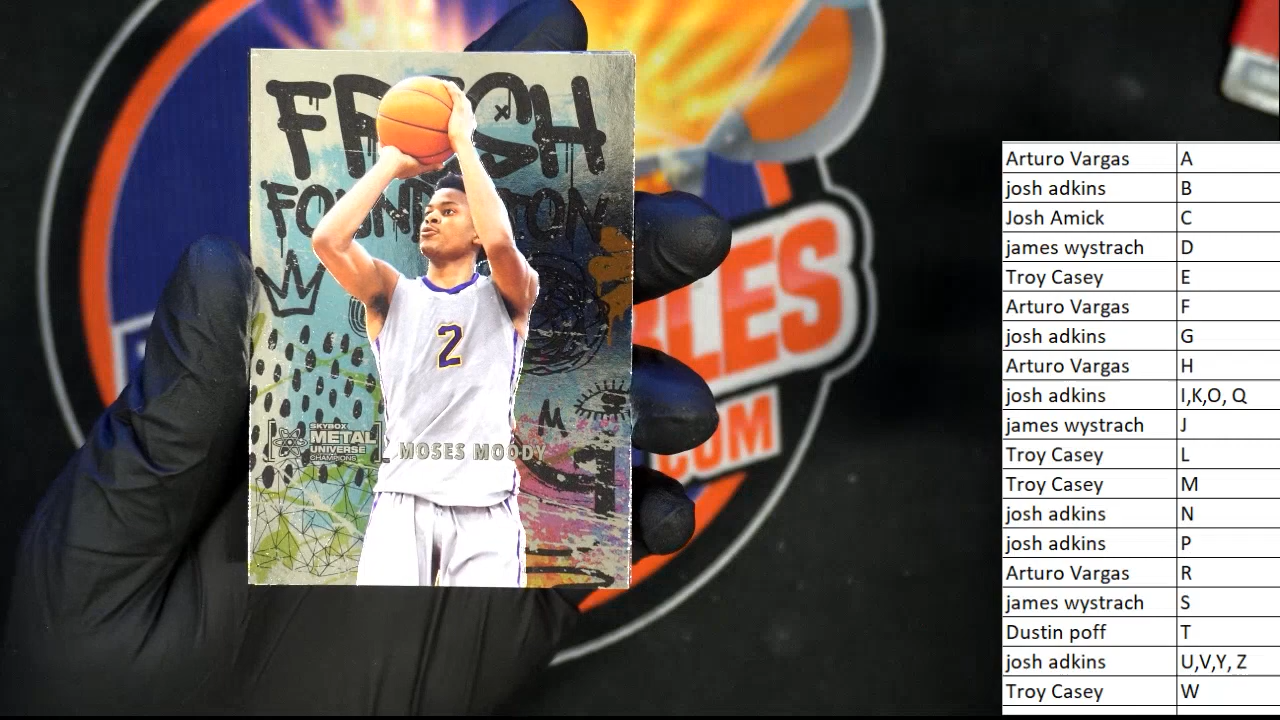 FRESH
FOUNDATION
2
SKYBOX
METAL
UNIVERSE
CHAMPIONS
MOSES MOODY
LES
.COM
Arturo Vargas A
josh adkins B
Josh Amick C
james wystrach D
Troy Casey E
Arturo Vargas F
josh adkins G
Arturo Vargas H
josh adkins I,K,O, Q
james wystrach J
Troy Casey L
Troy Casey M
josh adkins N
josh adkins P
Arturo Vargas R
james wystrach S
Dustin poff T
josh adkins U,V,Y, Z
Troy Casey W